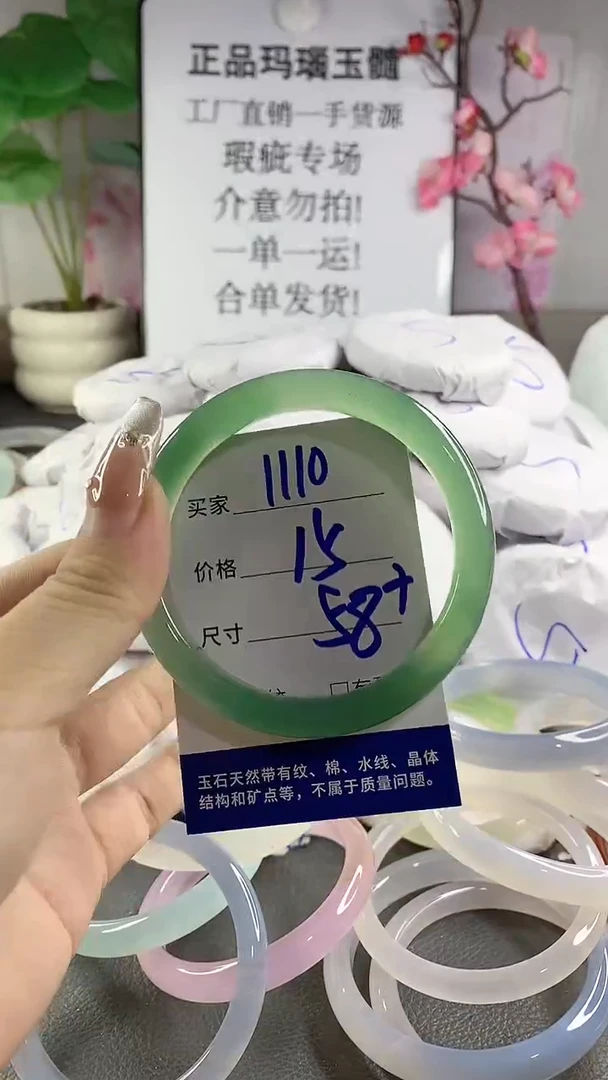 正品玛瑙玉髓
工厂直销一手货源
瑕疵专场
介意勿拍!
一单一运!
合单发货!
买家 1110
价格 15
尺寸 58+
玉石天然带有纹、棉、水线、晶体
结构和矿点等，不属于质量问题。